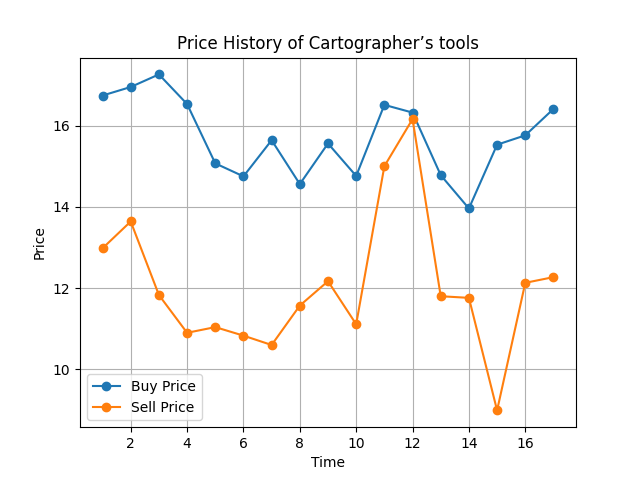 Price History of Cartographer’s tools
Price
16
14
12
10
Buy Price
Sell Price
2 4 6 8 10 12 14 16
Time